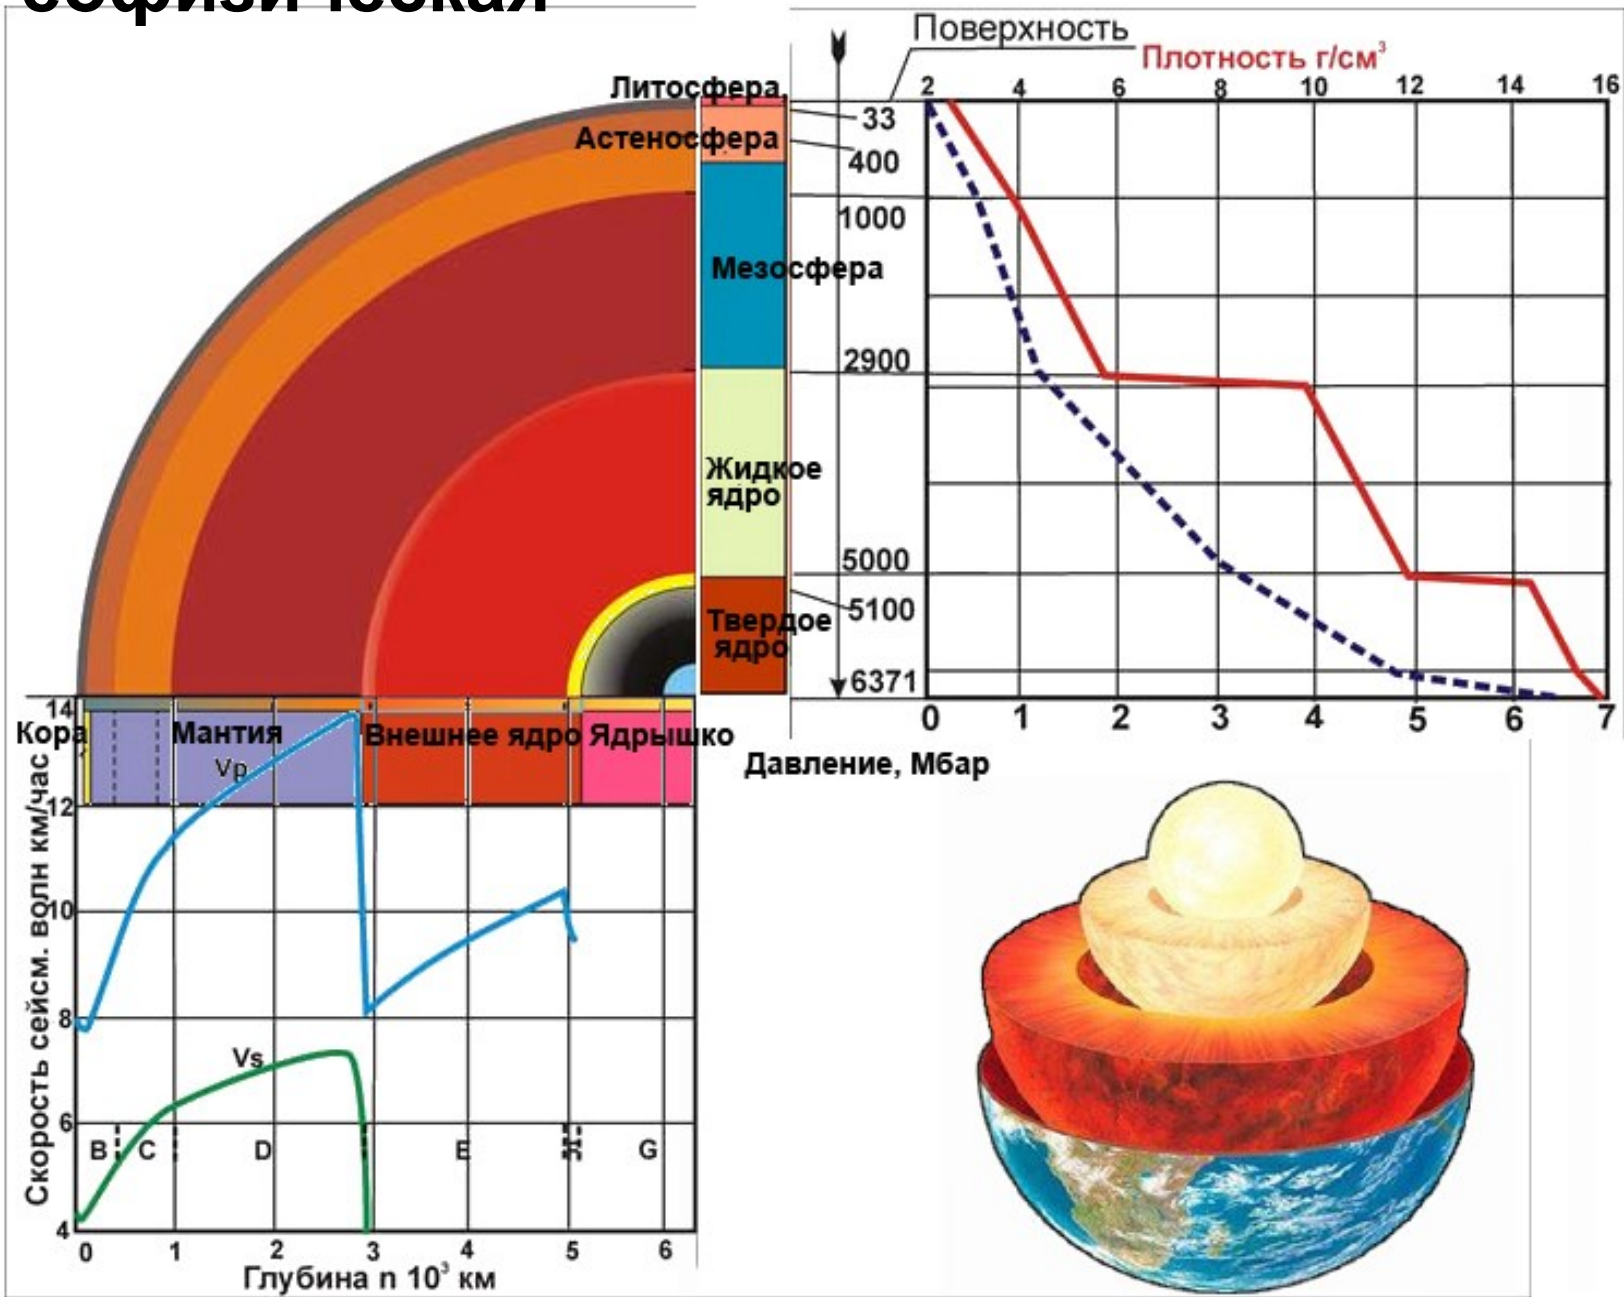 Поверхность
Плотность г/см³
2 4 6 8 10 12 14 16
Литосфера,
33
Астеносфера
400
1000
Мезосфера
2900
Жидкое
ядро
5000
5100
Твердое
ядро
6371
0 1 2 3 4 5 6 7
Давление, Мбар
Кора
Мантия
Внешнее ядро
Ядрышко
Vp
Vs
14
12
10
8
6
4
Скорость сейсм. волн км/час
B C D E G
0 1 2 3 4 5 6
Глубина n 10³ км